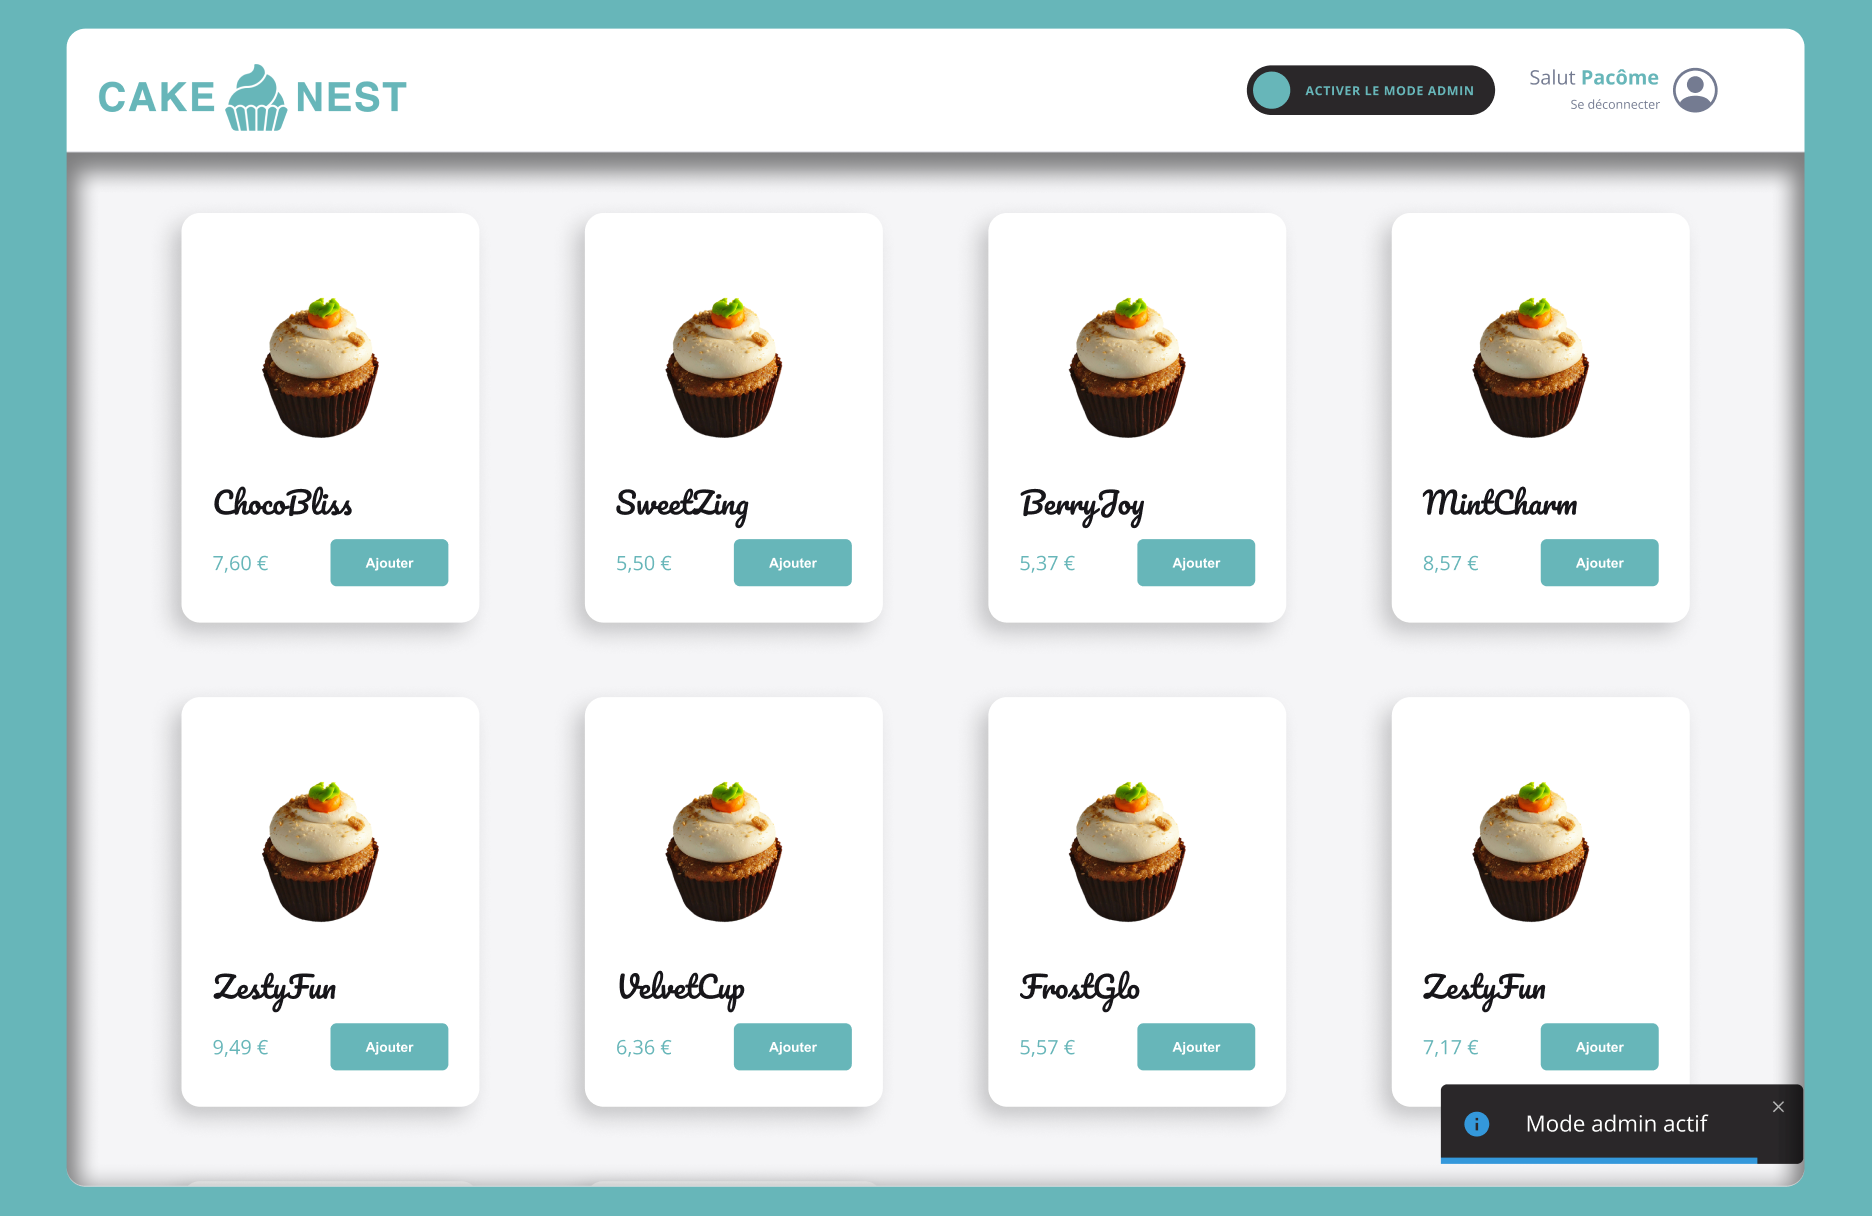 CAKE NEST
ACTIVER LE MODE ADMIN
Salut Pacôme
Se déconnecter
ChocoBliss
7,60 €
Ajouter
SweetZing
5,50 €
Ajouter
BerryJoy
5,37 €
Ajouter
MintCharm
8,57 €
Ajouter
ZestyFun
9,49 €
Ajouter
VelvetCup
6,36 €
Ajouter
FrostGlo
5,57 €
Ajouter
ZestyFun
7,17 €
Ajouter
Mode admin actif